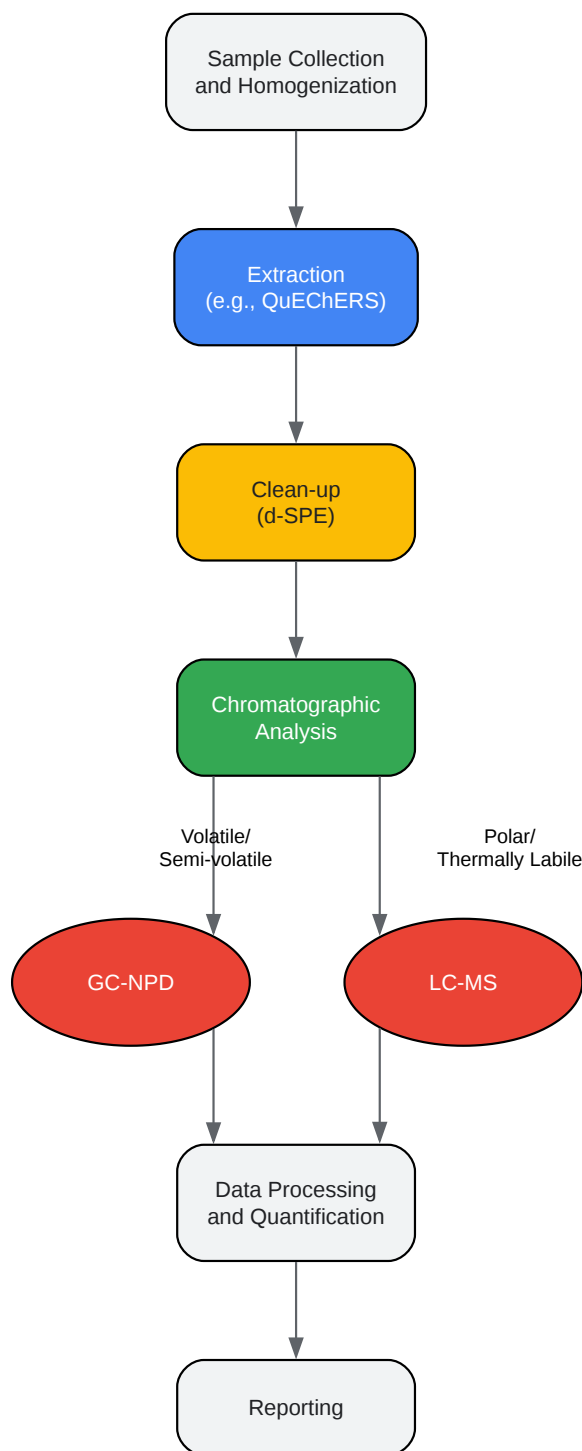 Sample Collection
and Homogenization
Extraction
(e.g., QuEChERS)
Clean-up
(d-SPE)
Chromatographic
Analysis
Volatile/
Semi-volatile
Polar/
Thermally Labile
GC-NPD
LC-MS
Data Processing
and Quantification
Reporting